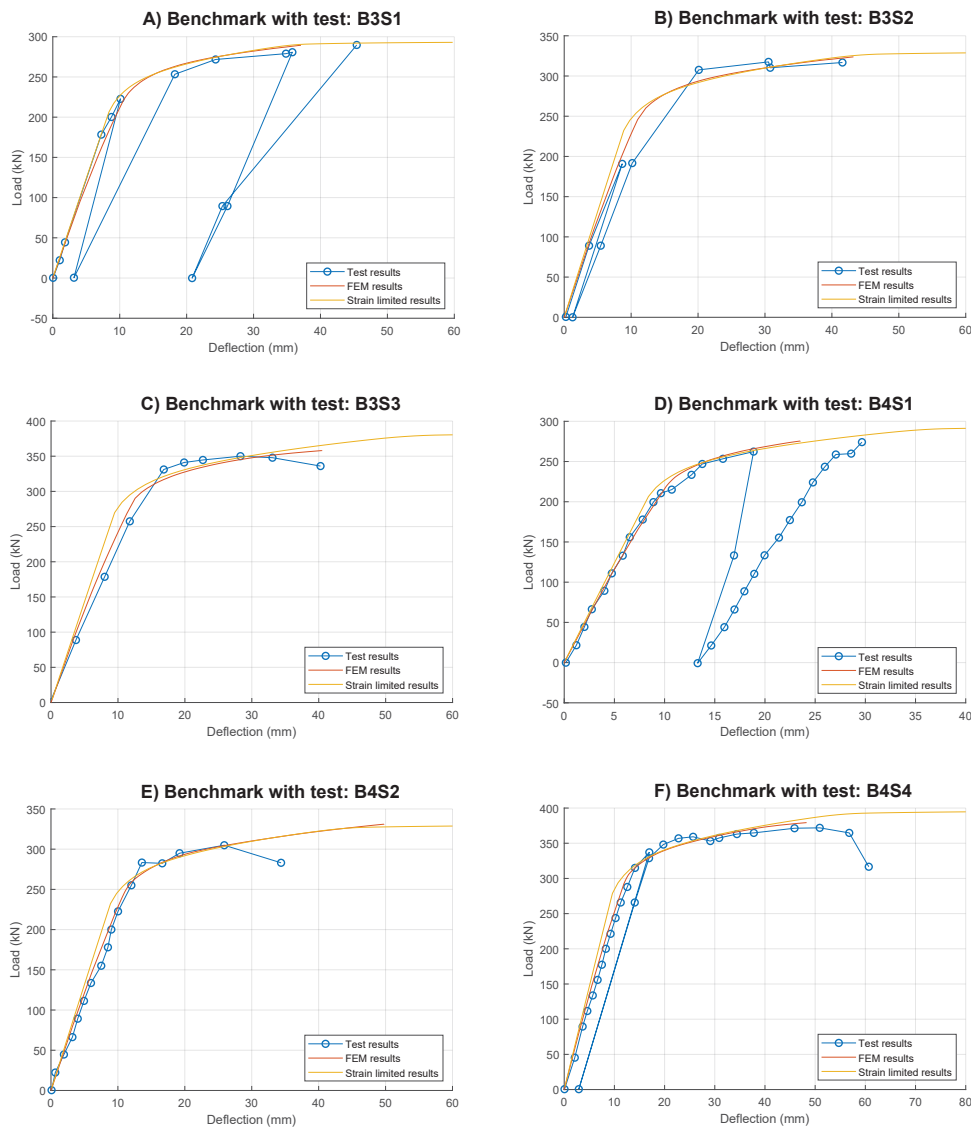 A) Benchmark with test: B3S1
300
250
200
150
100
50
0
-50
Load (kN)
0 10 20 30 40 50 60
Deflection (mm)
Test results
FEM results
Strain limited results
B) Benchmark with test: B3S2
350
300
250
200
150
100
50
0
Load (kN)
0 10 20 30 40 50 60
Deflection (mm)
Test results
FEM results
Strain limited results
C) Benchmark with test: B3S3
400
350
300
250
200
150
100
50
0
Load (kN)
0 10 20 30 40 50 60
Deflection (mm)
Test results
FEM results
Strain limited results
D) Benchmark with test: B4S1
300
250
200
150
100
50
0
-50
Load (kN)
0 5 10 15 20 25 30 35 40
Deflection (mm)
Test results
FEM results
Strain limited results
E) Benchmark with test: B4S2
350
300
250
200
150
100
50
0
Load (kN)
0 10 20 30 40 50 60
Deflection (mm)
Test results
FEM results
Strain limited results
F) Benchmark with test: B4S4
400
350
300
250
200
150
100
50
0
Load (kN)
0 10 20 30 40 50 60 70 80
Deflection (mm)
Test results
FEM results
Strain limited results